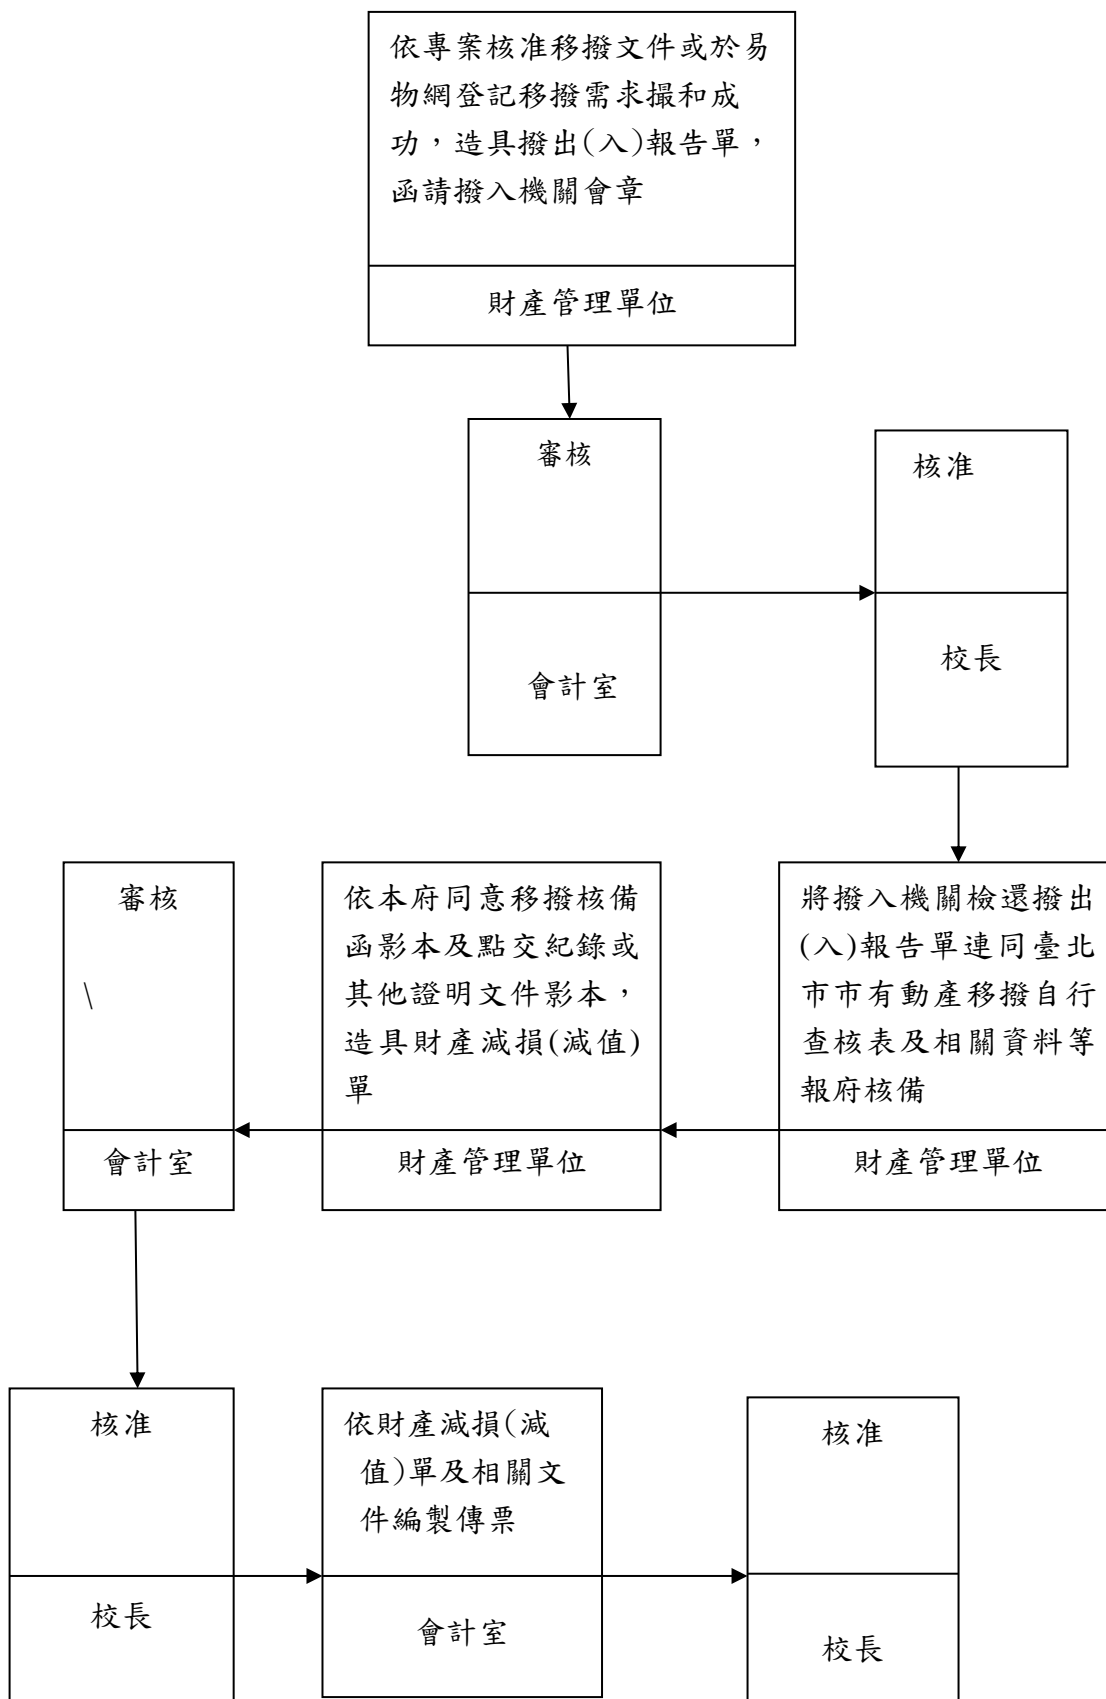 依專案核准移撥文件或於易
物網登記移撥需求撮和成
功，造具撥出(入)報告單，
函請撥入機關會章
財產管理單位
審核
會計室
核准
校長
將撥入機關檢還撥出
(入)報告單連同臺北
市市有動產移撥自行
查核表及相關資料等
報府核備
財產管理單位
依本府同意移撥核備
函影本及點交紀錄或
其他證明文件影本，
造具財產減損(減值)
單
財產管理單位
審核
\
會計室
核准
校長
依財產減損(減
值)單及相關文
件編製傳票
會計室
核准
校長